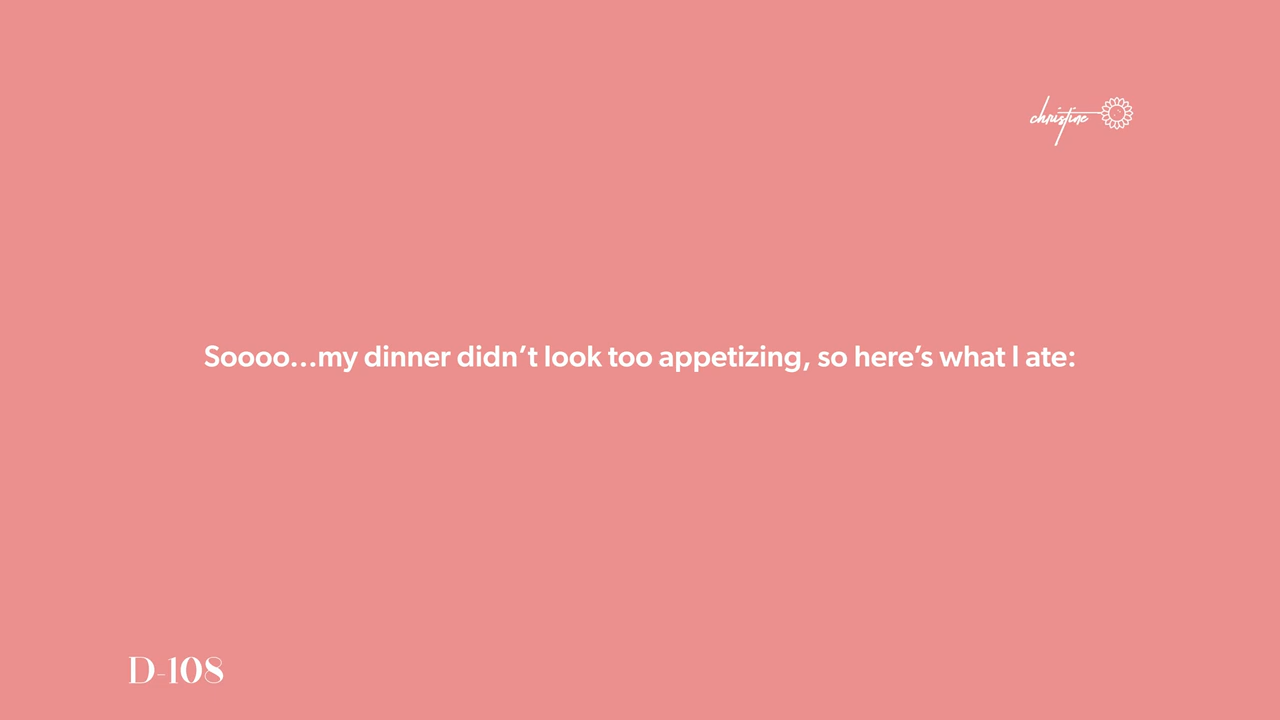 christine
Soooo...my dinner didn’t look too appetizing, so here’s what I ate:
D-108